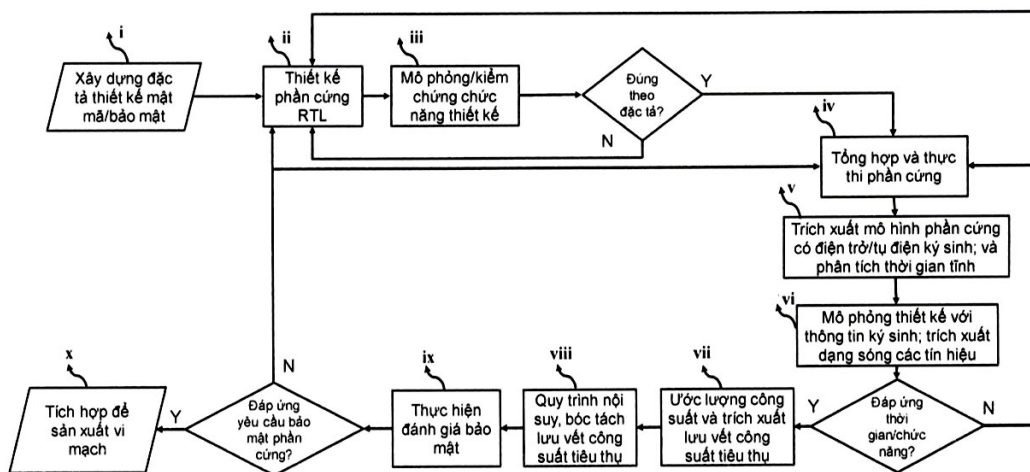 i
Xây dựng đặc
tả thiết kế mật
mã/bảo mật
ii
Thiết kế
phần cứng
RTL
iii
Mô phỏng/kiểm
chứng chức
năng thiết kế
Đúng
theo
đặc tả?
Y
N
iv
Tổng hợp và thực
thi phần cứng
v
Trích xuất mô hình phần cứng
có điện trở/tụ điện ký sinh; và
phân tích thời gian tĩnh
vi
Mô phỏng thiết kế với
thông tin ký sinh; trích xuất
dạng sóng các tín hiệu
Đáp ứng
thời
gian/chức
năng?
N
Y
vii
Ước lượng công
suất và trích xuất
lưu vết công
suất tiêu thụ
viii
Quy trình nội
suy, bóc tách
lưu vết công
suất tiêu thụ
ix
Thực hiện
đánh giá bảo
mật
Đáp ứng
yêu cầu bảo
mật phần
cứng?
N
Y
x
Tích hợp để
sản xuất vi
mạch